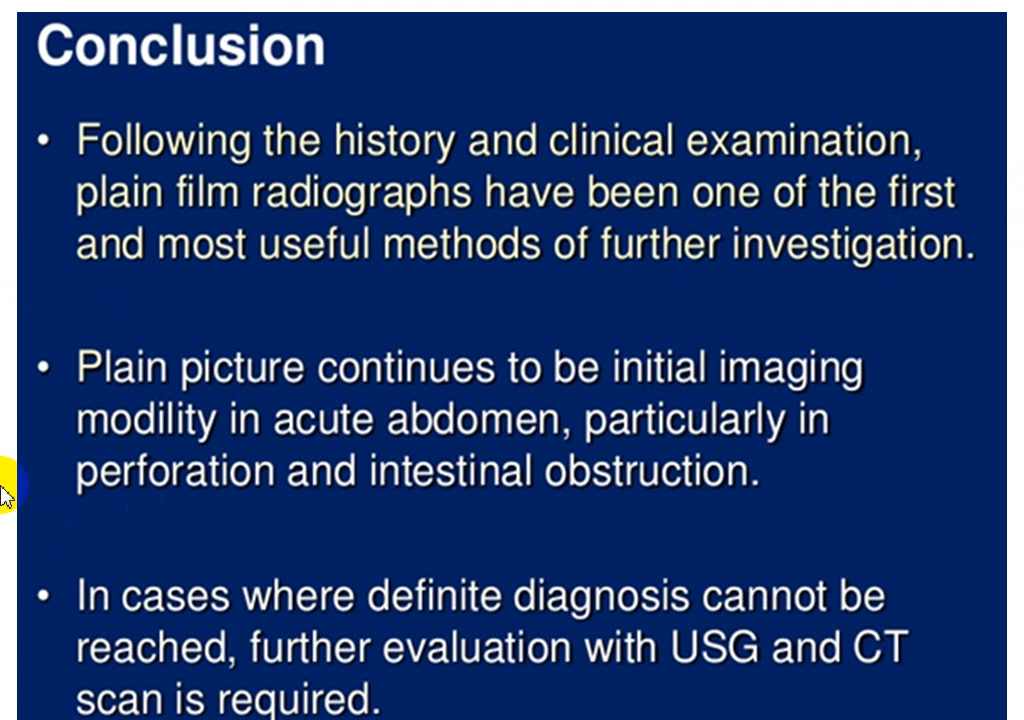 Conclusion
• Following the history and clinical examination,
plain film radiographs have been one of the first
and most useful methods of further investigation.
• Plain picture continues to be initial imaging
modility in acute abdomen, particularly in
perforation and intestinal obstruction.
• In cases where definite diagnosis cannot be
reached, further evaluation with USG and CT
scan is required.